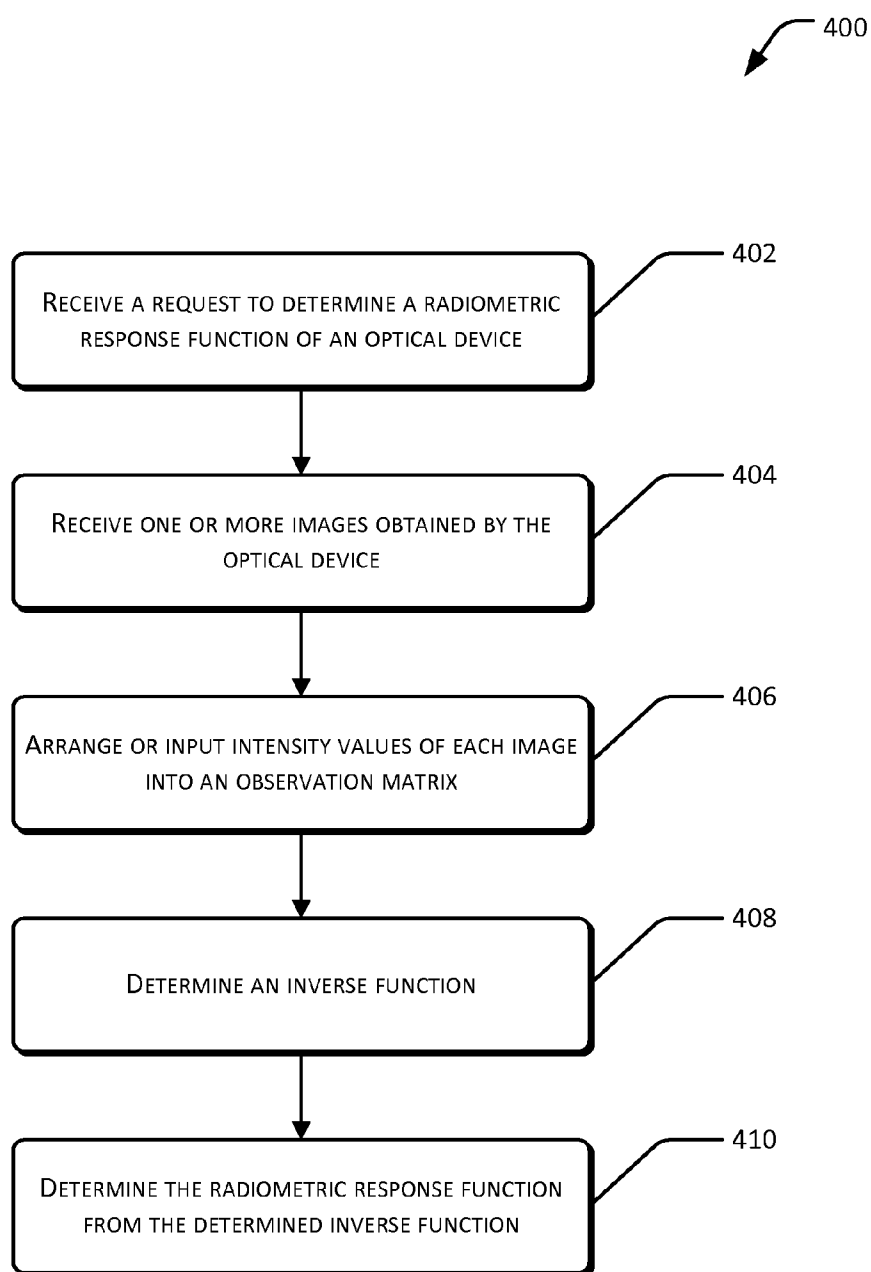 400
402
RECEIVE A REQUEST TO DETERMINE A RADIOMETRIC
RESPONSE FUNCTION OF AN OPTICAL DEVICE
404
RECEIVE ONE OR MORE IMAGES OBTAINED BY THE
OPTICAL DEVICE
406
ARRANGE OR INPUT INTENSITY VALUES OF EACH IMAGE
INTO AN OBSERVATION MATRIX
408
DETERMINE AN INVERSE FUNCTION
410
DETERMINE THE RADIOMETRIC RESPONSE FUNCTION
FROM THE DETERMINED INVERSE FUNCTION